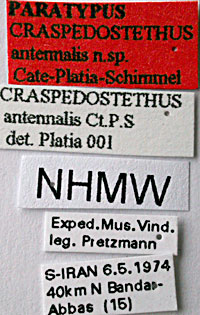 PARATYPUS
CRASPEDOSTETHUS
antennalis n.sp.
Cate-Platia-Schimmel
CRASPEDOSTETHUS
antennalis Ct.P.S
det. Platia 001
NHMW
Exped.Mus.Vind.
leg. Pretzmann
S-IRAN 6.5.1974
40km N Bandar-
Abbas (15)